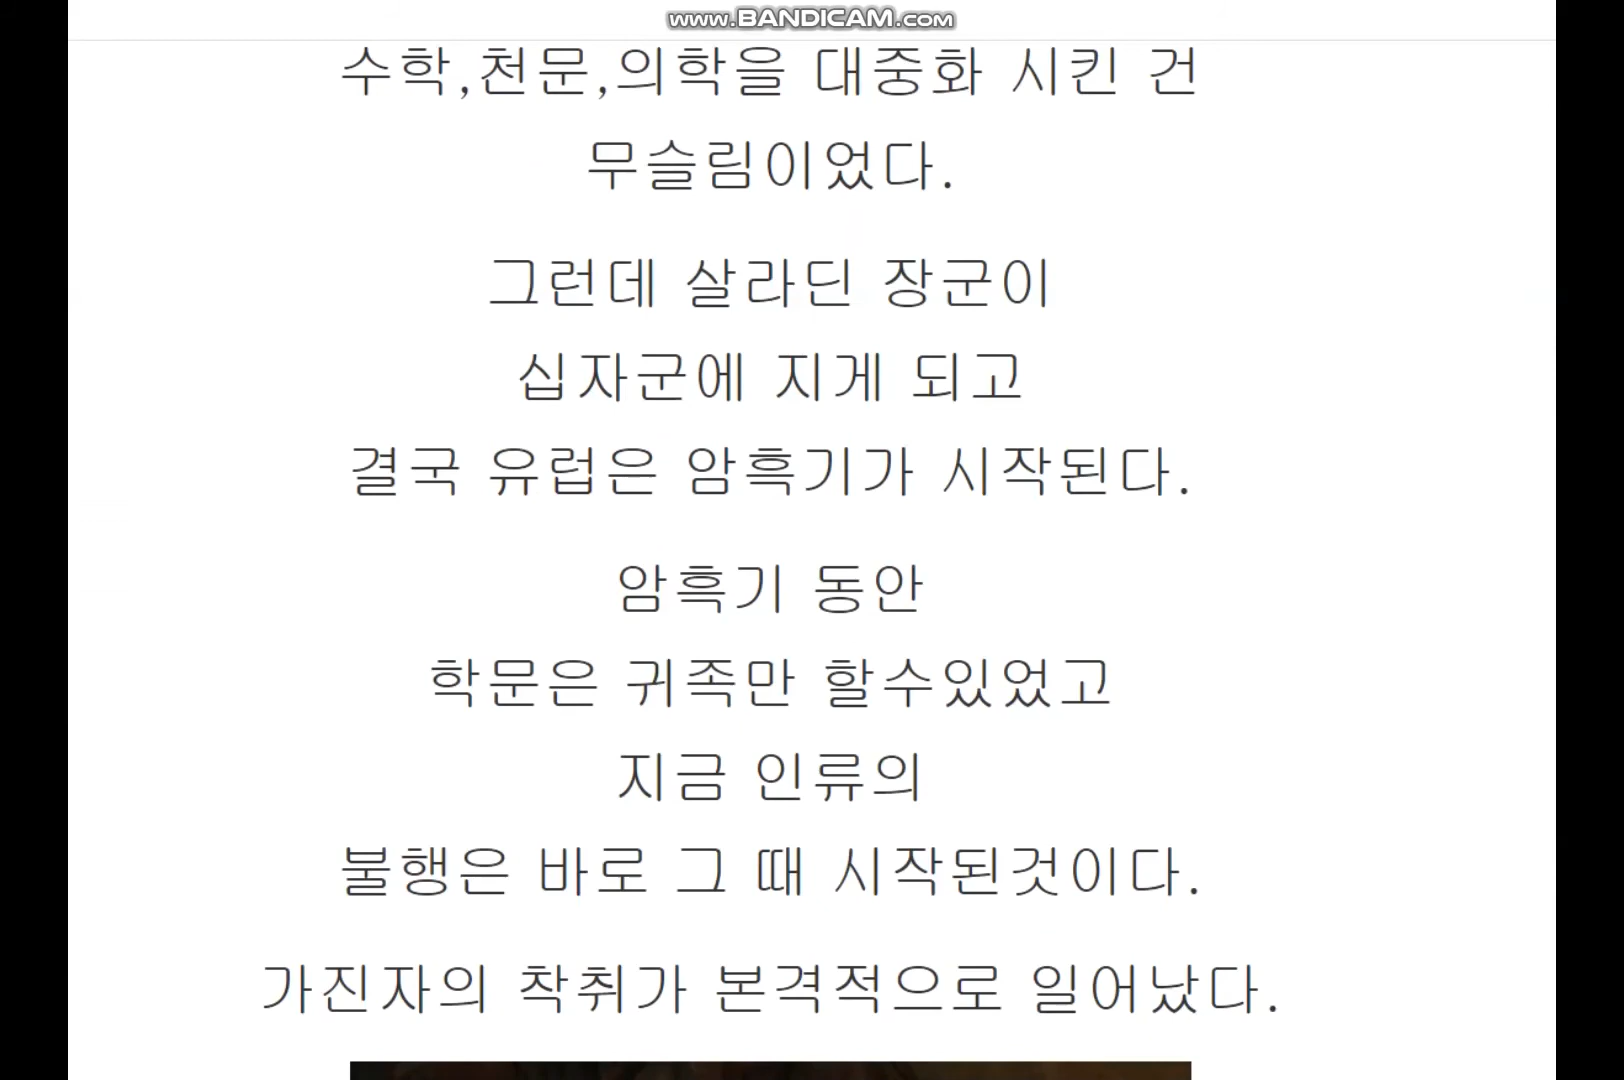 www.BANDICAM.com
수학,천문,의학을 대중화 시킨 건
무슬림이었다.
그런데 살라딘 장군이
십자군에 지게 되고
결국 유럽은 암흑기가 시작된다.
암흑기 동안
학문은 귀족만 할수있었고
지금 인류의
불행은 바로 그 때 시작된것이다.
가진자의 착취가 본격적으로 일어났다.